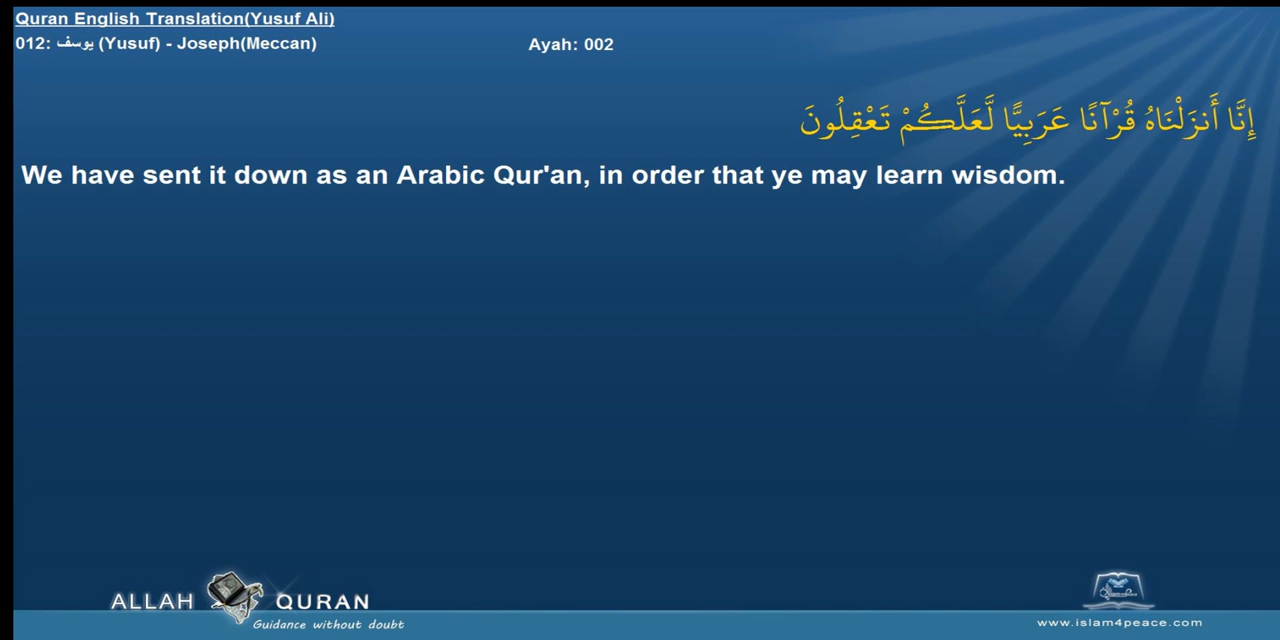 Quran English Translation(Yusuf Ali)
012: يوسف (Yusuf) - Joseph(Meccan) Ayah: 002
إِنَّا أَنزَلْنَاهُ قُرْآنًا عَرَبِيًّا لَّعَلَّكُمْ تَعْقِلُونَ
We have sent it down as an Arabic Qur'an, in order that ye may learn wisdom.
ALLAH QURAN
Guidance without doubt
www.islam4peace.com